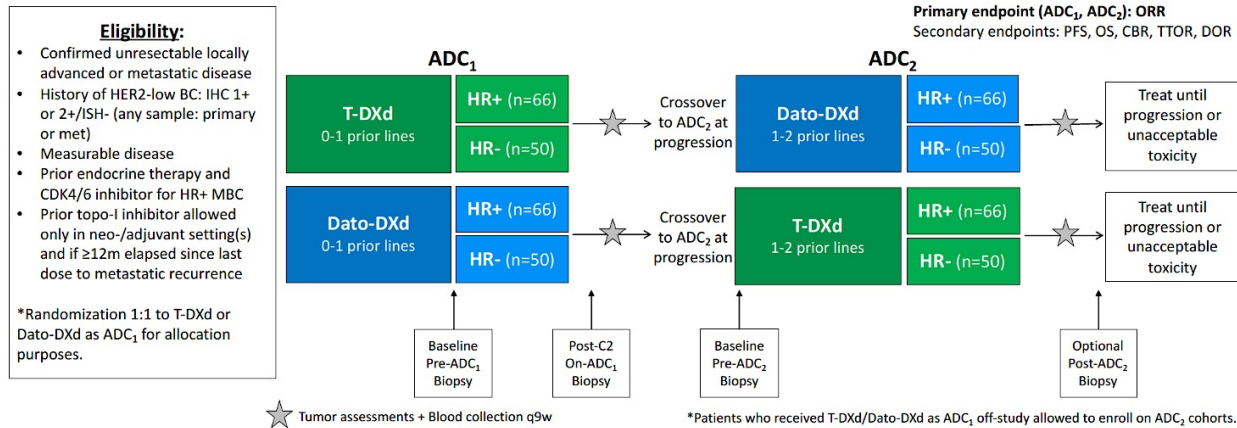 Eligibility:
• Confirmed unresectable locally
advanced or metastatic disease
• History of HER2-low BC: IHC 1+
or 2+/ISH- (any sample: primary
or met)
• Measurable disease
• Prior endocrine therapy and
CDK4/6 inhibitor for HR+ MBC
• Prior topo-I inhibitor allowed
only in neo-/adjuvant setting(s)
and if ≥12m elapsed since last
dose to metastatic recurrence
*Randomization 1:1 to T-DXd or
Dato-DXd as ADC₁ for allocation
purposes.
Primary endpoint (ADC₁, ADC₂): ORR
Secondary endpoints: PFS, OS, CBR, TTOR, DOR
ADC₁
ADC₂
T-DXd
0-1 prior lines
HR+ (n=66)
HR- (n=50)
Crossover
to ADC₂ at
progression
Dato-DXd
1-2 prior lines
HR+ (n=66)
HR- (n=50)
Treat until
progression or
unacceptable
toxicity
Dato-DXd
0-1 prior lines
HR+ (n=66)
HR- (n=50)
Crossover
to ADC₂ at
progression
T-DXd
1-2 prior lines
HR+ (n=66)
HR- (n=50)
Treat until
progression or
unacceptable
toxicity
Baseline
Pre-ADC₁
Biopsy
Post-C2
On-ADC₁
Biopsy
Baseline
Pre-ADC₂
Biopsy
Optional
Post-ADC₂
Biopsy
Tumor assessments + Blood collection q9w
*Patients who received T-DXd/Dato-DXd as ADC₁ off-study allowed to enroll on ADC₂ cohorts.